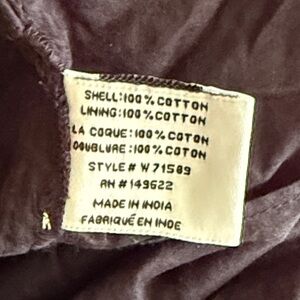 SHELL:100% COTTON
LINING:100% COTTON
LA COQUE:100% COTON
DOUBLURE:100% COTON
STYLE# W71589
RN #149622
MADE IN INDIA
FABRIQUÉ EN INDE